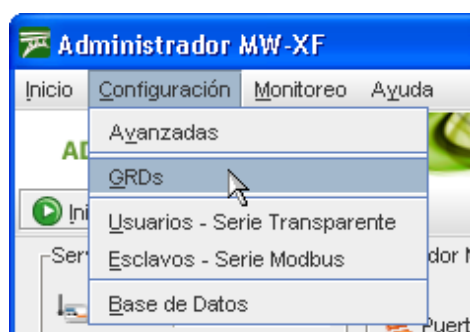 Administrador MW-XF
Inicio Configuración Monitoreo Ayuda
Avanzadas
GRDs
Usuarios - Serie Transparente
Esclavos - Serie Modbus
Base de Datos